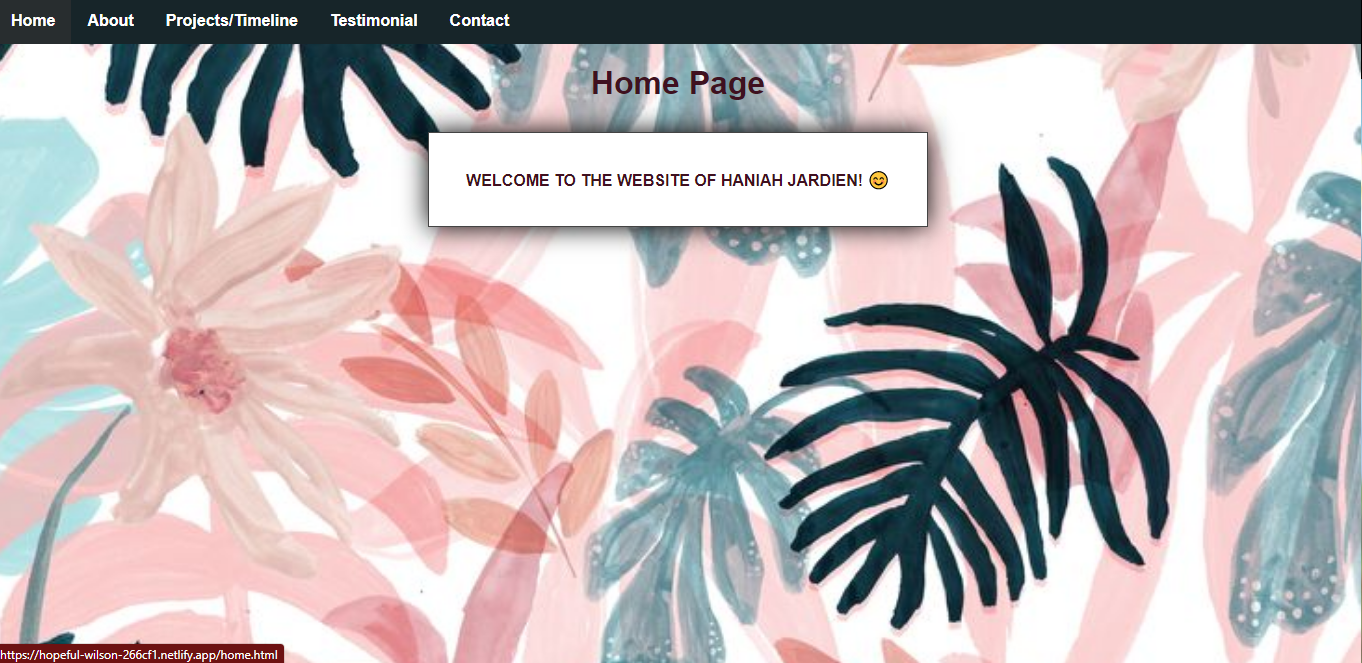 Home About Projects/Timeline Testimonial Contact
Home Page
WELCOME TO THE WEBSITE OF HANIAH JARDIEN! 😊
https://hopeful-wilson-266cf1.netlify.app/home.html